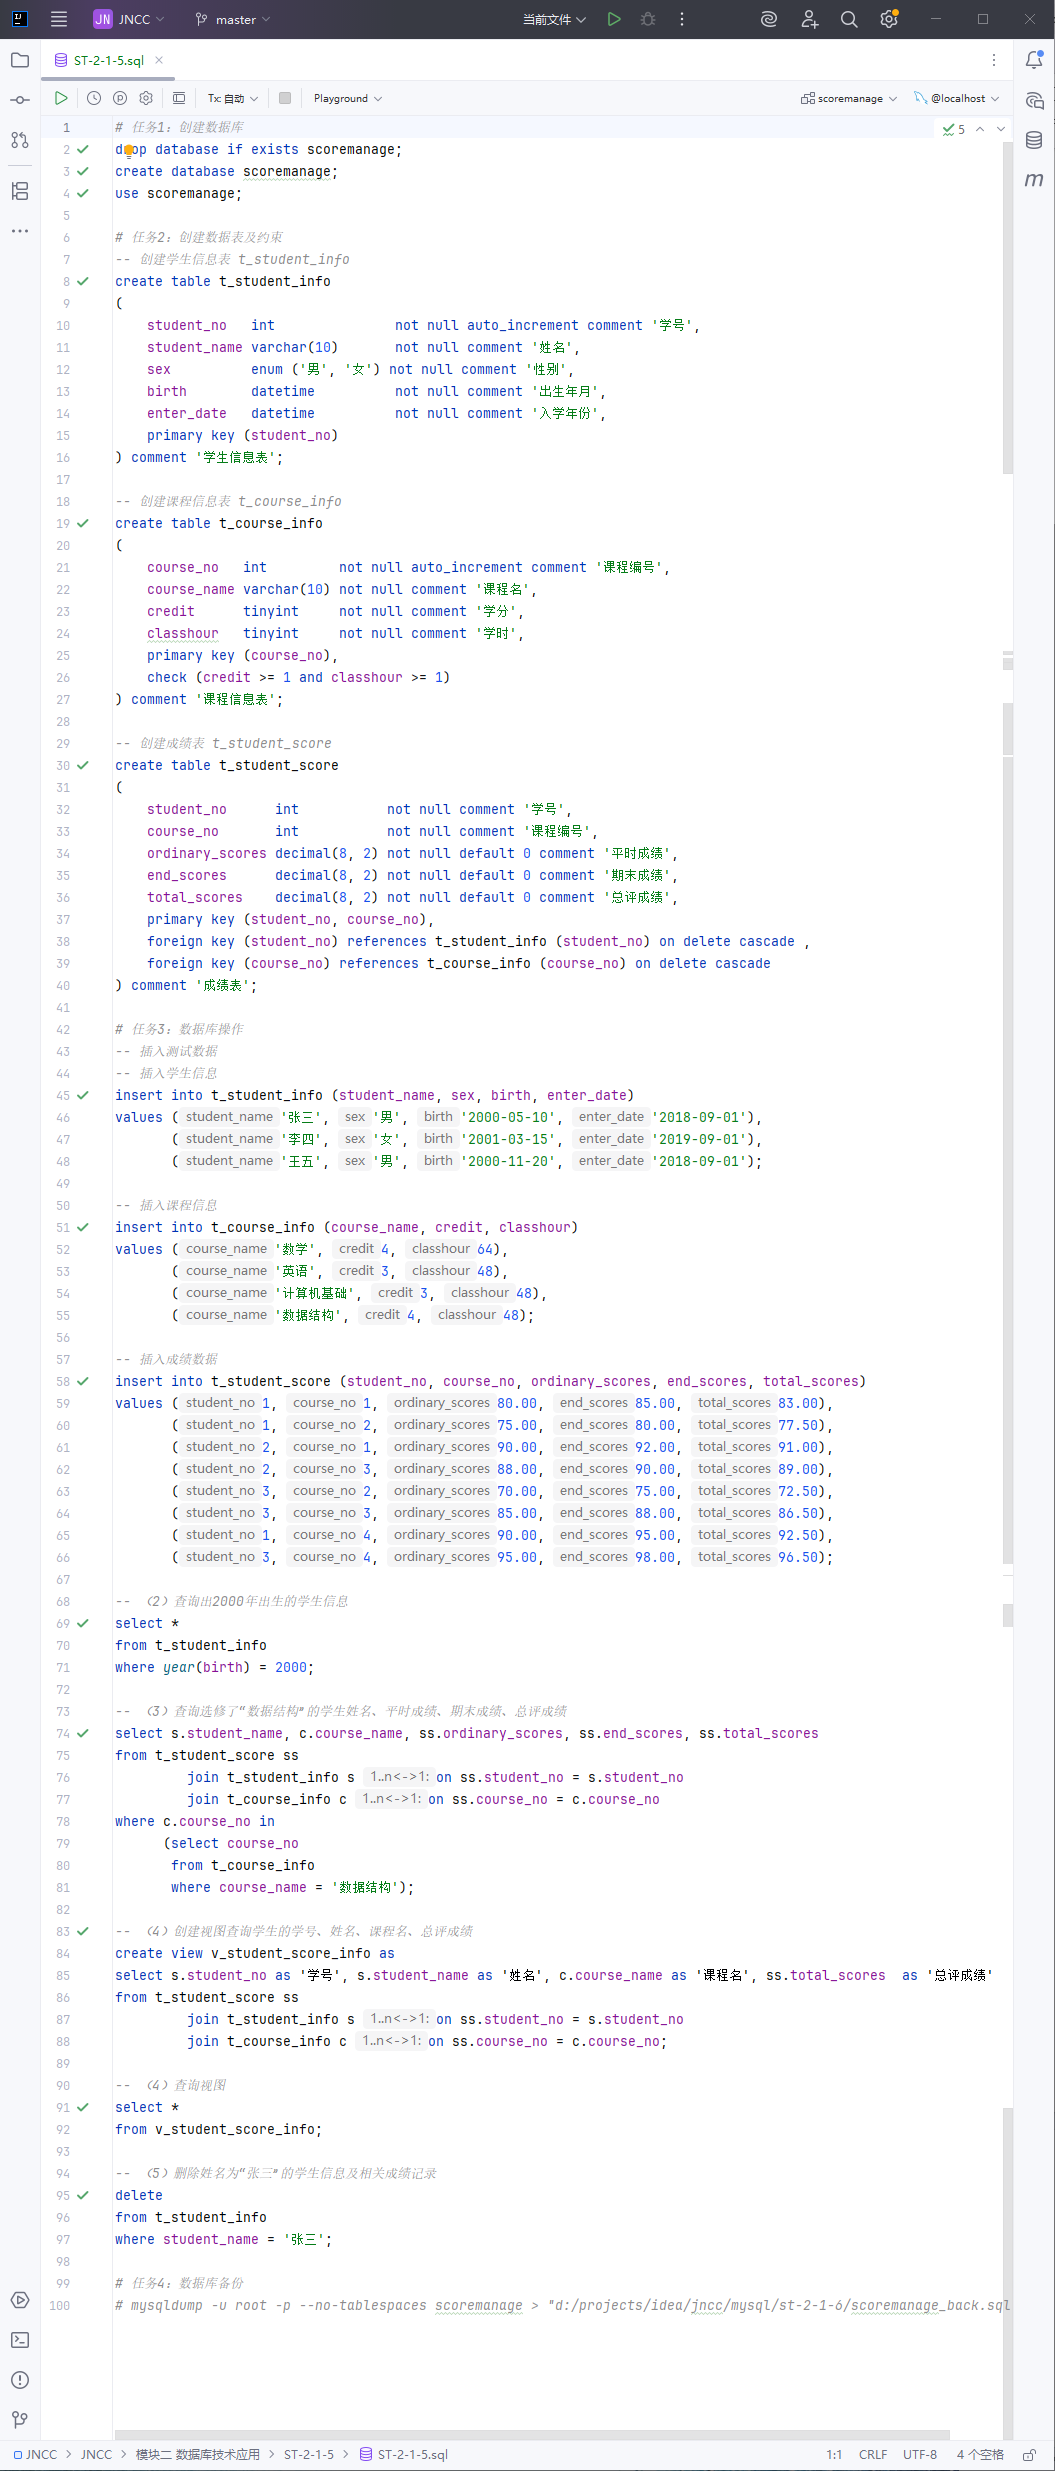 JN JNCC master 当前文件
ST-2-1-5.sql
Tx: 自动 Playground scoremanage @localhost
1 # 任务1：创建数据库 5
2 drop database if exists scoremanage;
3 create database scoremanage;
4 use scoremanage;
5
6 # 任务2：创建数据表及约束
7 -- 创建学生信息表 t_student_info
8 create table t_student_info
9 (
10 student_no int not null auto_increment comment '学号',
11 student_name varchar(10) not null comment '姓名',
12 sex enum ('男', '女') not null comment '性别',
13 birth datetime not null comment '出生年月',
14 enter_date datetime not null comment '入学年份',
15 primary key (student_no)
16 ) comment '学生信息表';
17
18 -- 创建课程信息表 t_course_info
19 create table t_course_info
20 (
21 course_no int not null auto_increment comment '课程编号',
22 course_name varchar(10) not null comment '课程名',
23 credit tinyint not null comment '学分',
24 classhour tinyint not null comment '学时',
25 primary key (course_no),
26 check (credit >= 1 and classhour >= 1)
27 ) comment '课程信息表';
28
29 -- 创建成绩表 t_student_score
30 create table t_student_score
31 (
32 student_no int not null comment '学号',
33 course_no int not null comment '课程编号',
34 ordinary_scores decimal(8, 2) not null default 0 comment '平时成绩',
35 end_scores decimal(8, 2) not null default 0 comment '期末成绩',
36 total_scores decimal(8, 2) not null default 0 comment '总评成绩',
37 primary key (student_no, course_no),
38 foreign key (student_no) references t_student_info (student_no) on delete cascade ,
39 foreign key (course_no) references t_course_info (course_no) on delete cascade
40 ) comment '成绩表';
41
42 # 任务3：数据库操作
43 -- 插入测试数据
44 -- 插入学生信息
45 insert into t_student_info (student_name, sex, birth, enter_date)
46 values ( student_name '张三', sex '男', birth '2000-05-10', enter_date '2018-09-01'),
47 ( student_name '李四', sex '女', birth '2001-03-15', enter_date '2019-09-01'),
48 ( student_name '王五', sex '男', birth '2000-11-20', enter_date '2018-09-01');
49
50 -- 插入课程信息
51 insert into t_course_info (course_name, credit, classhour)
52 values ( course_name '数学', credit 4, classhour 64),
53 ( course_name '英语', credit 3, classhour 48),
54 ( course_name '计算机基础', credit 3, classhour 48),
55 ( course_name '数据结构', credit 4, classhour 48);
56
57 -- 插入成绩数据
58 insert into t_student_score (student_no, course_no, ordinary_scores, end_scores, total_scores)
59 values ( student_no 1, course_no 1, ordinary_scores 80.00, end_scores 85.00, total_scores 83.00),
60 ( student_no 1, course_no 2, ordinary_scores 75.00, end_scores 80.00, total_scores 77.50),
61 ( student_no 2, course_no 1, ordinary_scores 90.00, end_scores 92.00, total_scores 91.00),
62 ( student_no 2, course_no 3, ordinary_scores 88.00, end_scores 90.00, total_scores 89.00),
63 ( student_no 3, course_no 2, ordinary_scores 70.00, end_scores 75.00, total_scores 72.50),
64 ( student_no 3, course_no 3, ordinary_scores 85.00, end_scores 88.00, total_scores 86.50),
65 ( student_no 1, course_no 4, ordinary_scores 90.00, end_scores 95.00, total_scores 92.50),
66 ( student_no 3, course_no 4, ordinary_scores 95.00, end_scores 98.00, total_scores 96.50);
67
68 -- （2）查询出2000年出生的学生信息
69 select *
70 from t_student_info
71 where year(birth) = 2000;
72
73 -- （3）查询选修了“数据结构”的学生姓名、平时成绩、期末成绩、总评成绩
74 select s.student_name, c.course_name, ss.ordinary_scores, ss.end_scores, ss.total_scores
75 from t_student_score ss
76 join t_student_info s 1..n<->1: on ss.student_no = s.student_no
77 join t_course_info c 1..n<->1: on ss.course_no = c.course_no
78 where c.course_no in
79 (select course_no
80 from t_course_info
81 where course_name = '数据结构');
82
83 -- （4）创建视图查询学生的学号、姓名、课程名、总评成绩
84 create view v_student_score_info as
85 select s.student_no as '学号', s.student_name as '姓名', c.course_name as '课程名', ss.total_scores as '总评成绩'
86 from t_student_score ss
87 join t_student_info s 1..n<->1: on ss.student_no = s.student_no
88 join t_course_info c 1..n<->1: on ss.course_no = c.course_no;
89
90 -- （4）查询视图
91 select *
92 from v_student_score_info;
93
94 -- （5）删除姓名为“张三”的学生信息及相关成绩记录
95 delete
96 from t_student_info
97 where student_name = '张三';
98
99 # 任务4：数据库备份
100 # mysqldump -u root -p --no-tablespaces scoremanage > "d:/projects/idea/jncc/mysql/st-2-1-6/scoremanage_back.sql
JNCC > JNCC > 模块二 数据库技术应用 > ST-2-1-5 > ST-2-1-5.sql 1:1 CRLF UTF-8 4 个空格